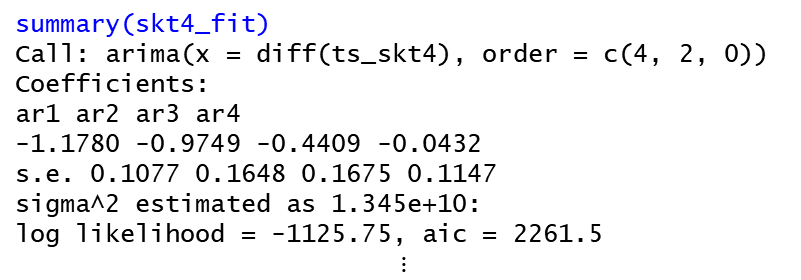 summary(skt4_fit)
Call: arima(x = diff(ts_skt4), order = c(4, 2, 0))
Coefficients:
ar1 ar2 ar3 ar4
-1.1780 -0.9749 -0.4409 -0.0432
s.e. 0.1077 0.1648 0.1675 0.1147
sigma^2 estimated as 1.345e+10:
log likelihood = -1125.75, aic = 2261.5
⋮